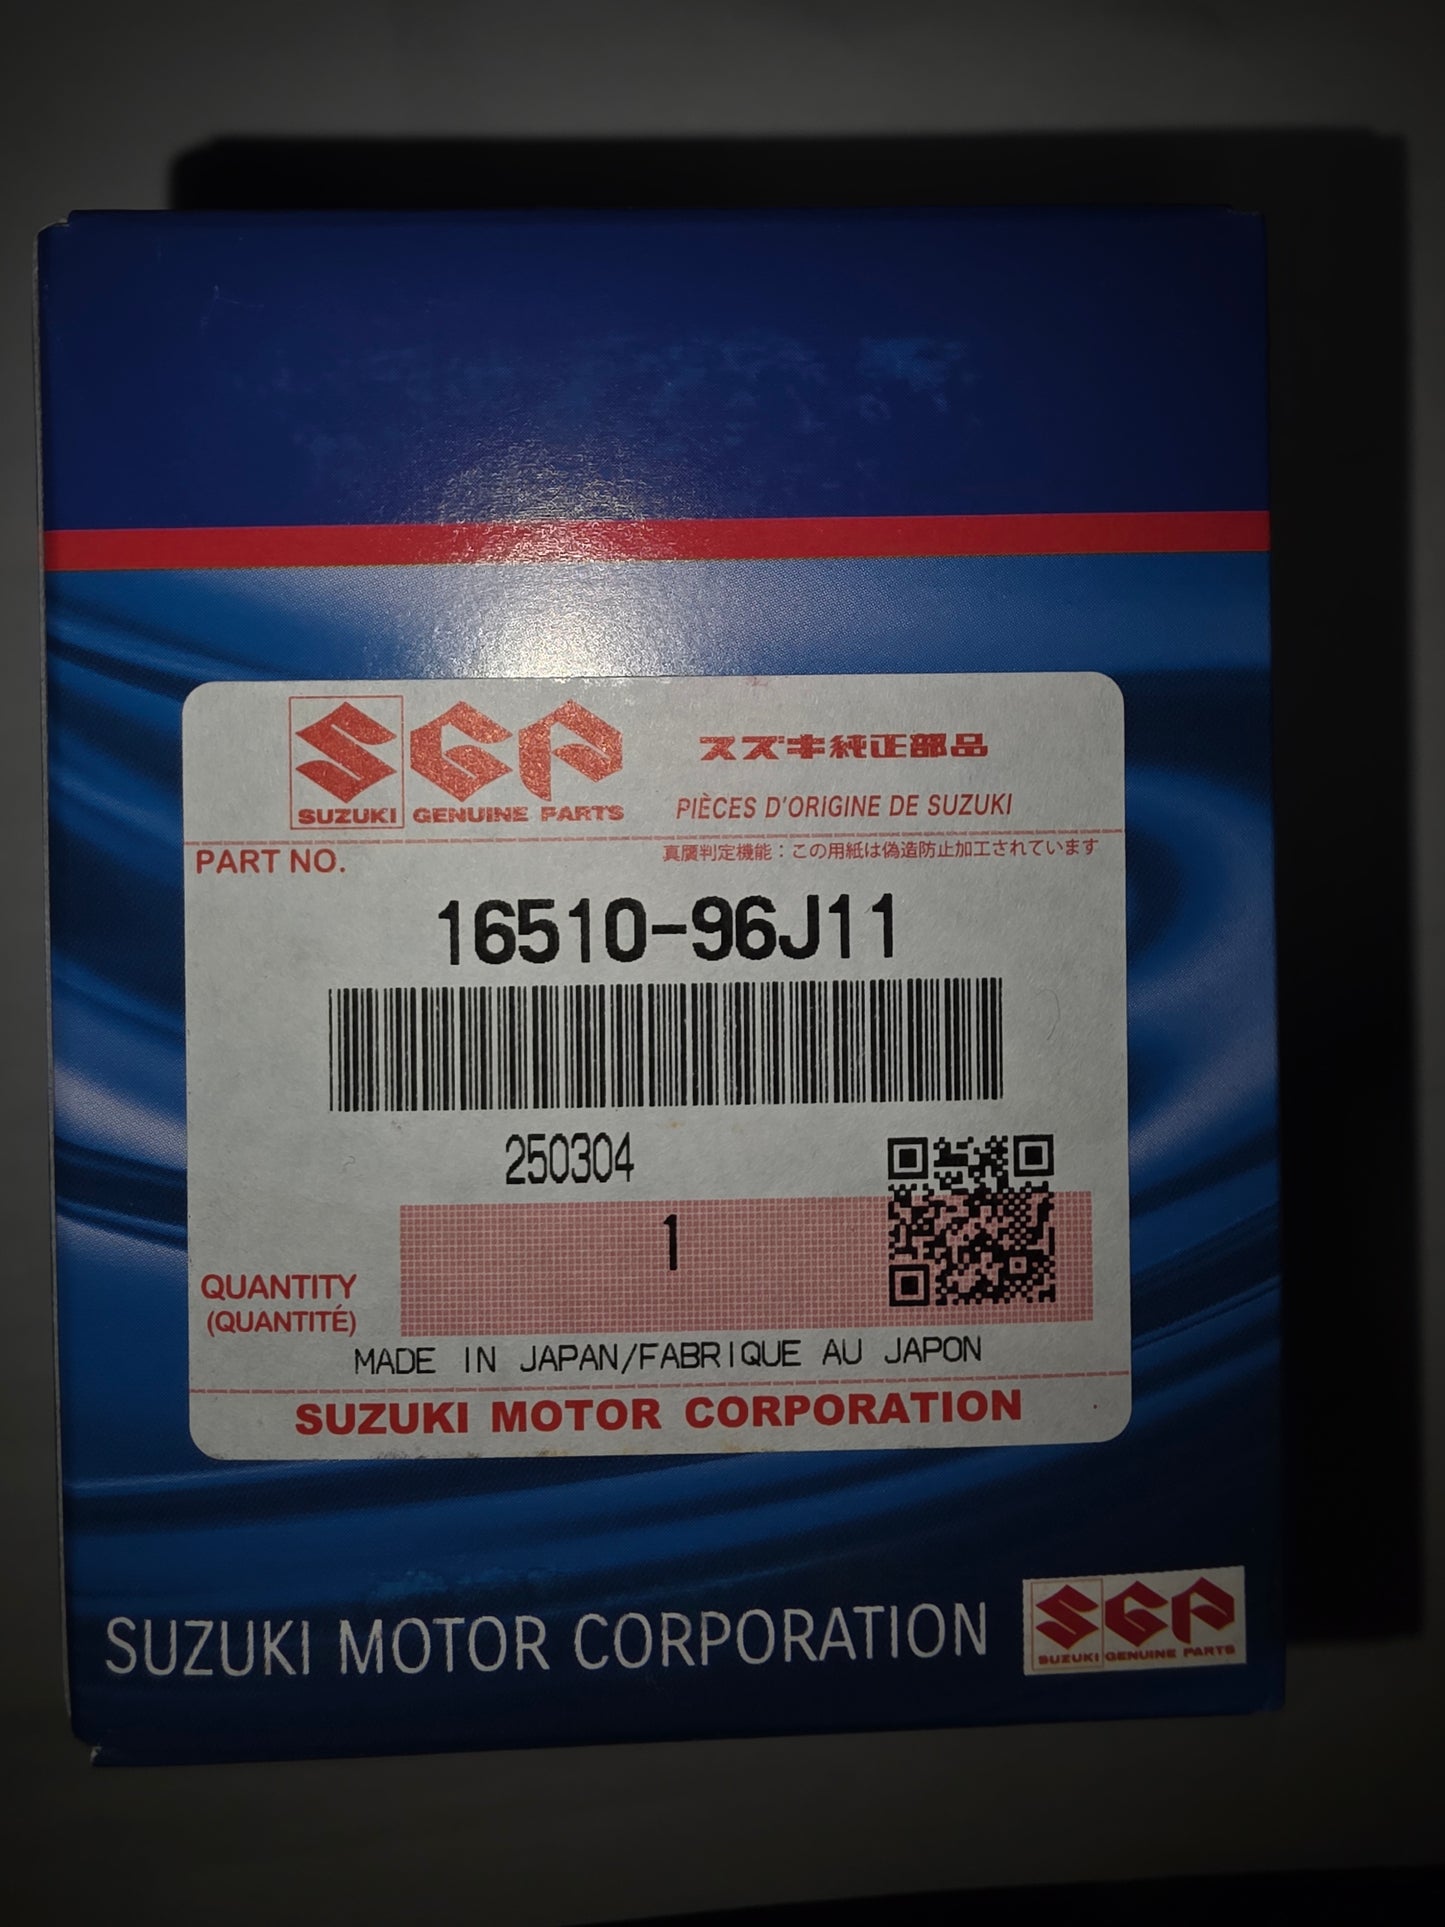 SUZUKI GENUINE PARTS
スズキ純正部品
PIÈCES D'ORIGINE DE SUZUKI
PART NO.
真贋判定機能：この用紙は偽造防止加工されています
16510-96J11
250304
1
QUANTITY
(QUANTITÉ)
MADE IN JAPAN/FABRIQUE AU JAPON
SUZUKI MOTOR CORPORATION
SUZUKI MOTOR CORPORATION
SGP
SUZUKI GENUINE PARTS